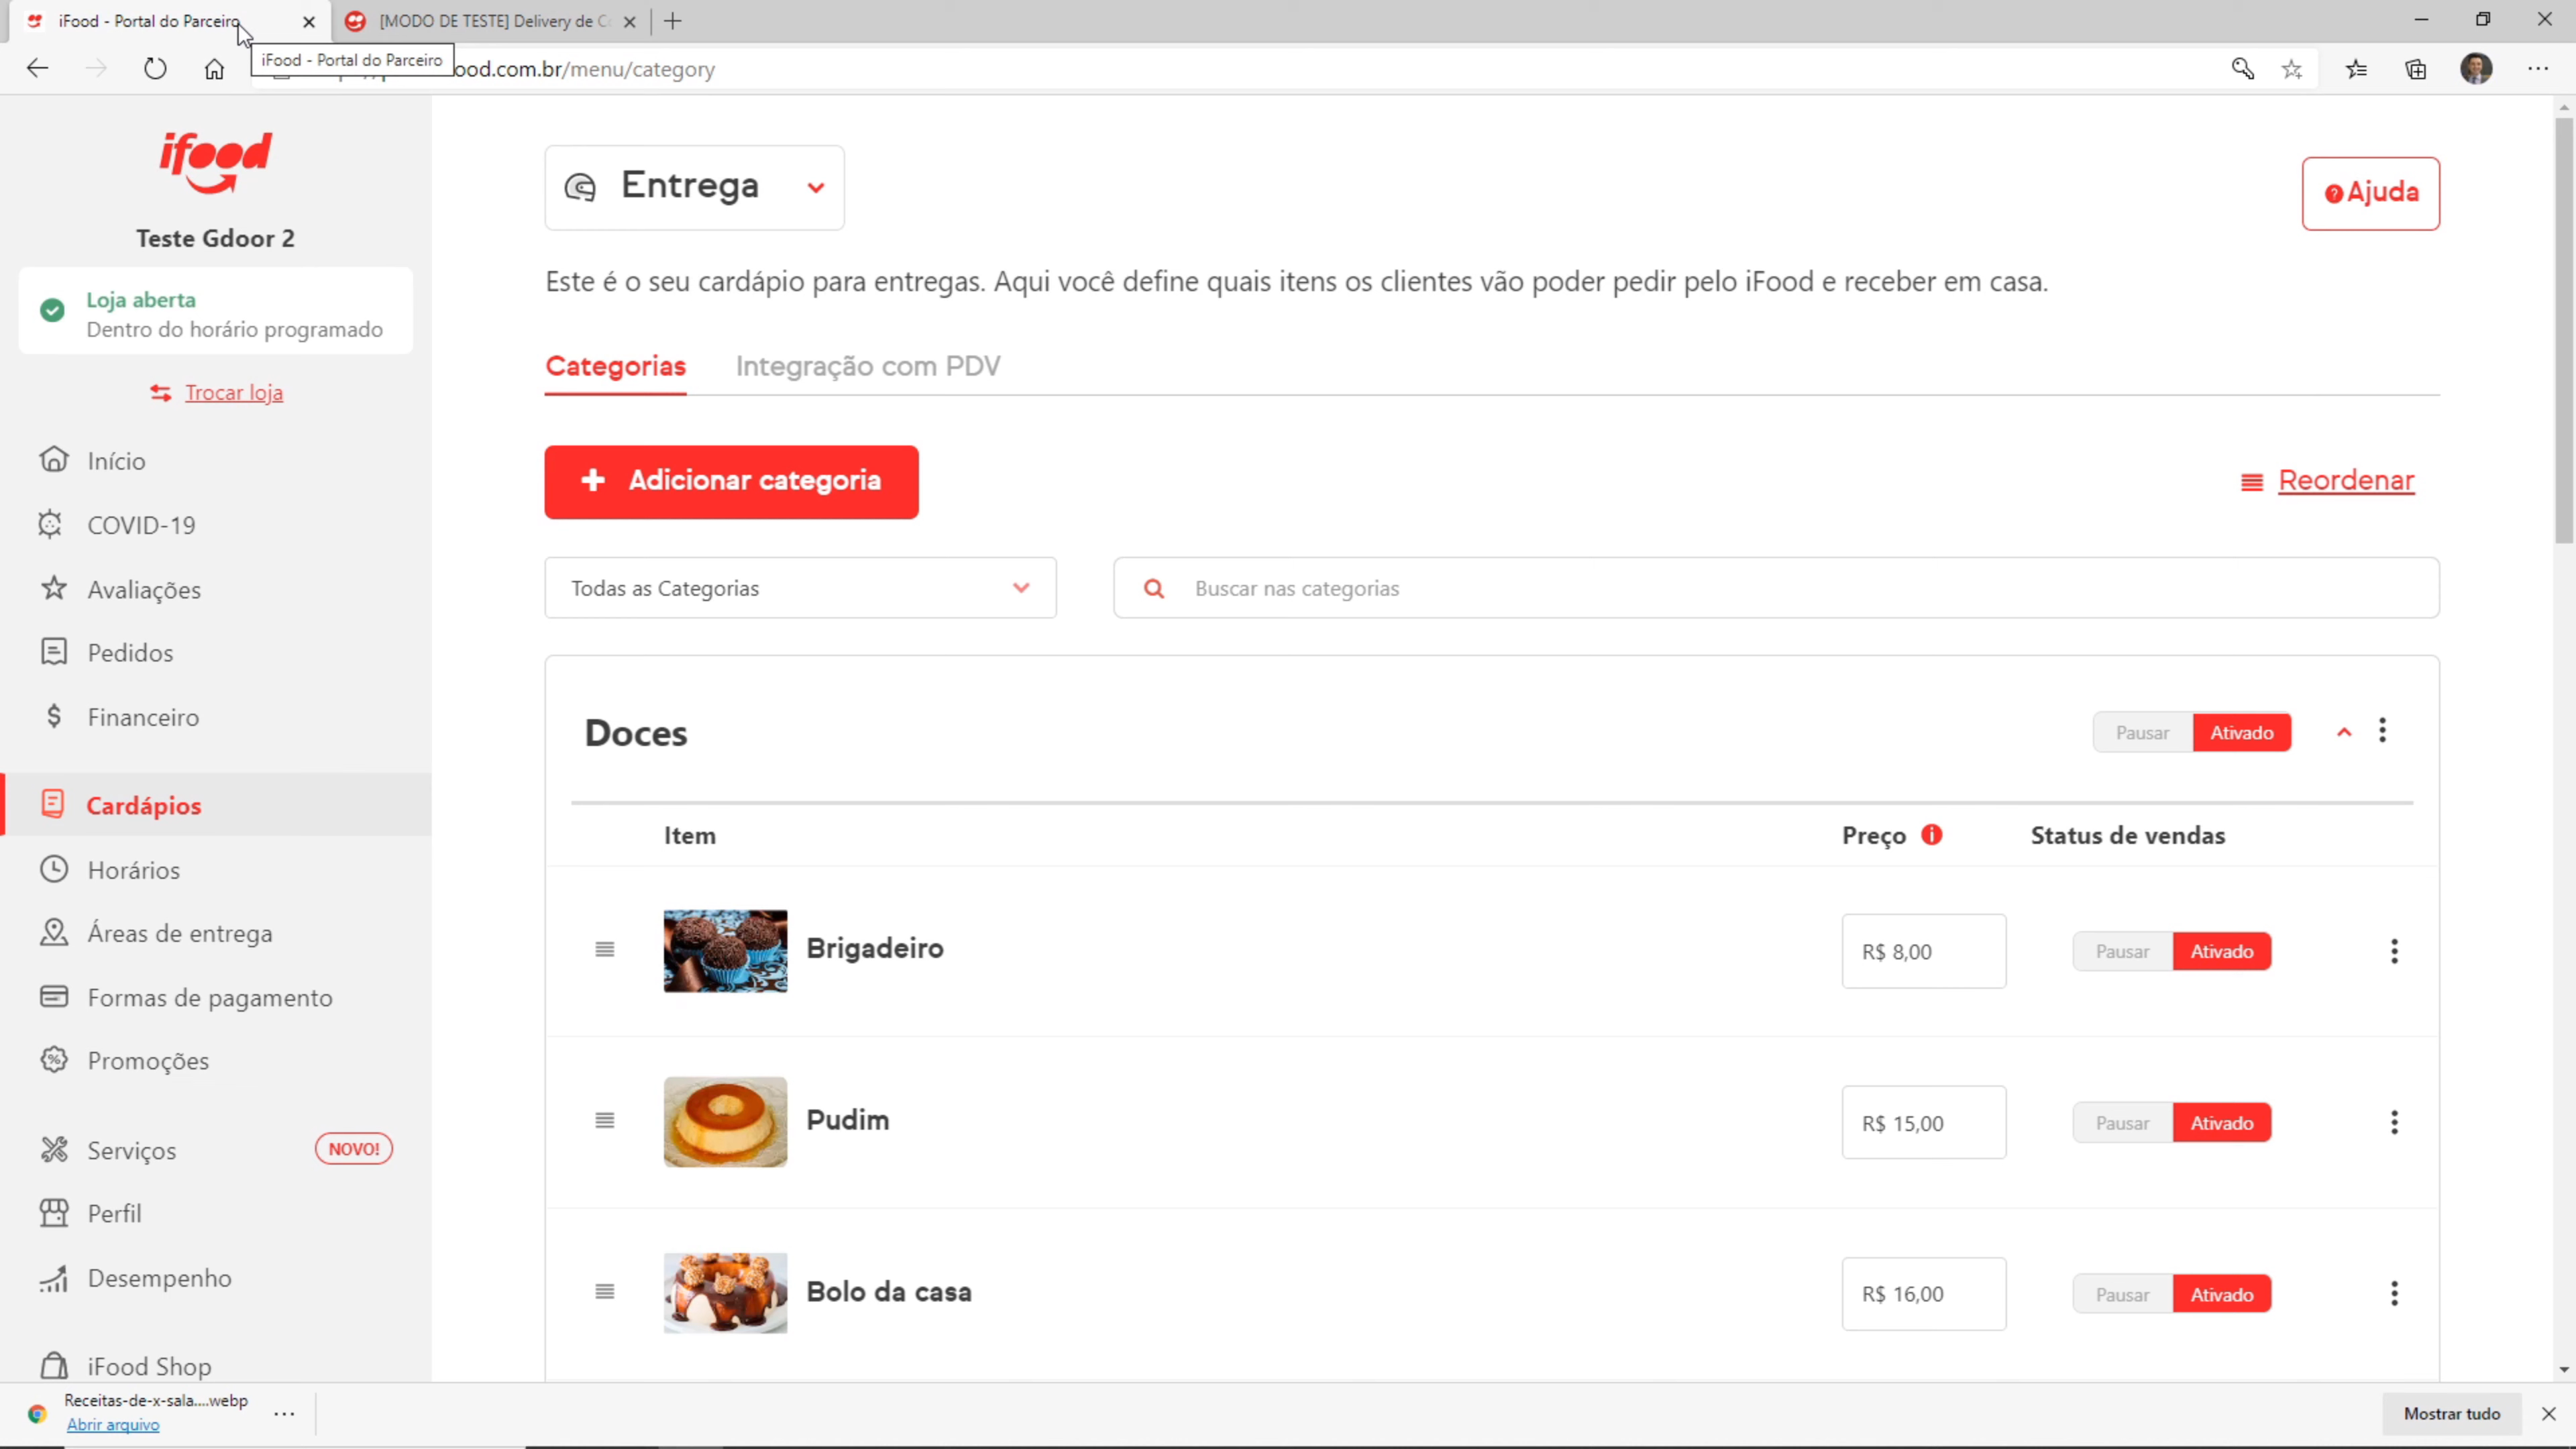 iFood - Portal do Parceiro
[MODO DE TESTE] Delivery de C
iFood - Portal do Parceiro
ood.com.br/menu/category
ifood
Teste Gdoor 2
Loja aberta
Dentro do horário programado
Trocar loja
Início
COVID-19
Avaliações
Pedidos
Financeiro
Cardápios
Horários
Áreas de entrega
Formas de pagamento
Promoções
Serviços NOVO!
Perfil
Desempenho
iFood Shop
Entrega
Ajuda
Este é o seu cardápio para entregas. Aqui você define quais itens os clientes vão poder pedir pelo iFood e receber em casa.
Categorias Integração com PDV
+ Adicionar categoria
Reordenar
Todas as Categorias
Buscar nas categorias
Doces
Pausar Ativado
Item Preço Status de vendas
Brigadeiro R$ 8,00 Pausar Ativado
Pudim R$ 15,00 Pausar Ativado
Bolo da casa R$ 16,00 Pausar Ativado
Receitas-de-x-sala....webp
Abrir arquivo
Mostrar tudo